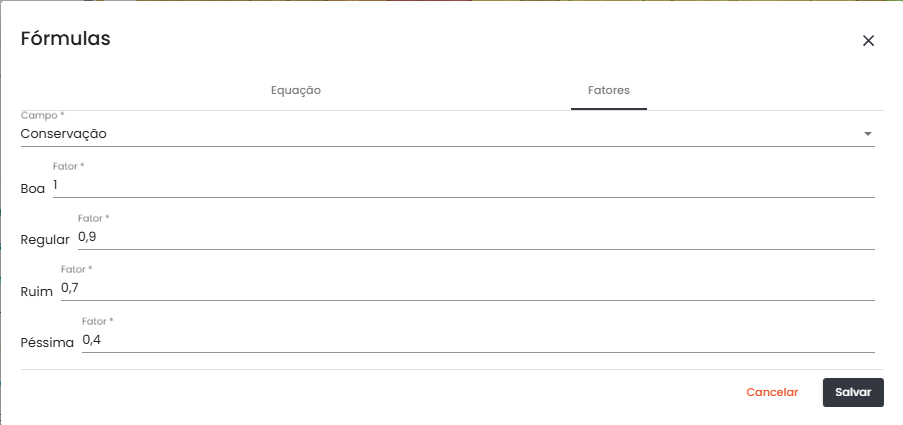 Fórmulas
Equação Fatores
Campo *
Conservação
Fator *
Boa 1
Fator *
Regular 0,9
Fator *
Ruim 0,7
Fator *
Péssima 0,4
Cancelar Salvar